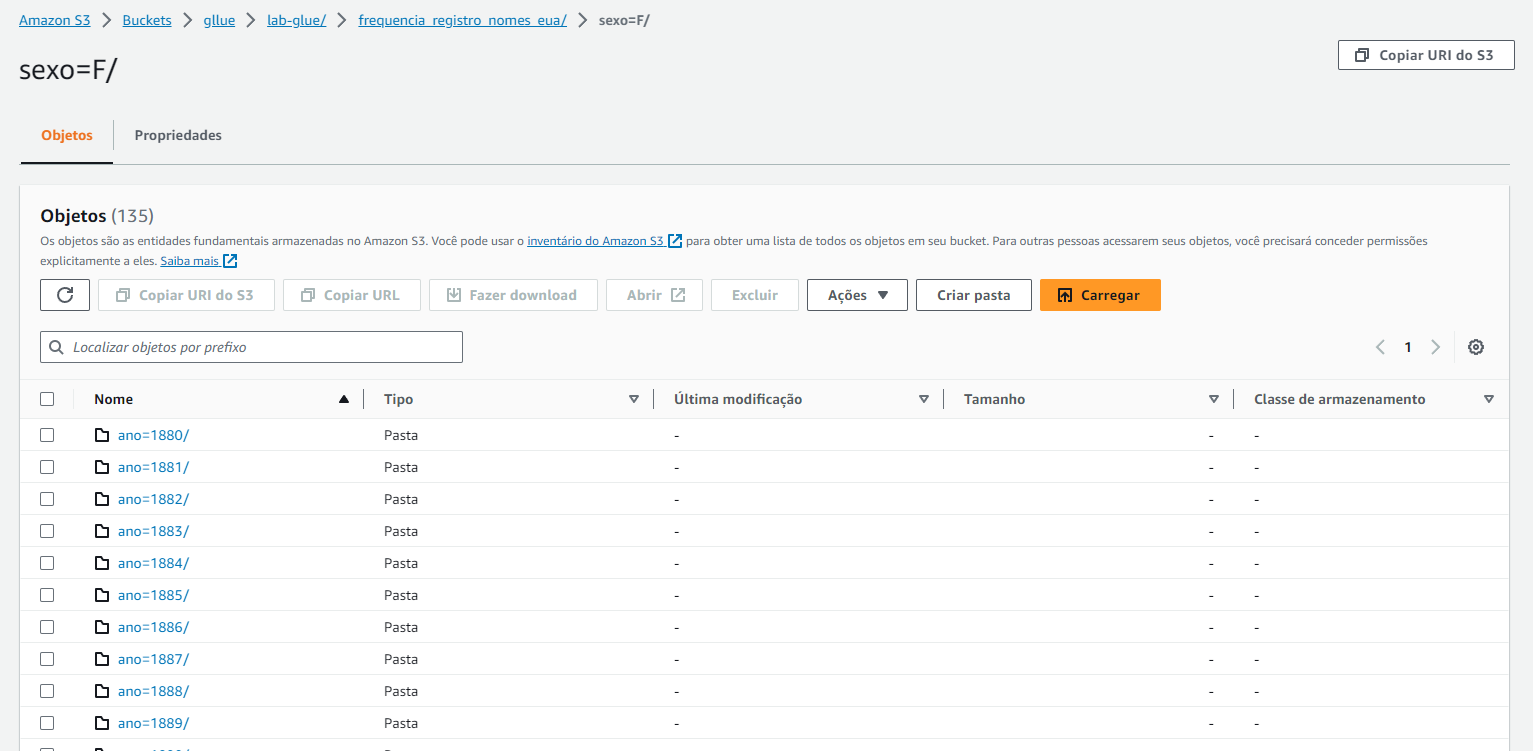 Amazon S3 > Buckets > gllue > lab-glue/ > frequencia_registro_nomes_eua/ > sexo=F/
sexo=F/
Copiar URI do S3
Objetos Propriedades
Objetos (135)
Os objetos são as entidades fundamentais armazenadas no Amazon S3. Você pode usar o inventário do Amazon S3 para obter uma lista de todos os objetos em seu bucket. Para outras pessoas acessarem seus objetos, você precisará conceder permissões
explicitamente a eles. Saiba mais
Copiar URI do S3 Copiar URL Fazer download Abrir Excluir Ações Criar pasta Carregar
Localizar objetos por prefixo
1
Nome Tipo Última modificação Tamanho Classe de armazenamento
ano=1880/ Pasta - - -
ano=1881/ Pasta - - -
ano=1882/ Pasta - - -
ano=1883/ Pasta - - -
ano=1884/ Pasta - - -
ano=1885/ Pasta - - -
ano=1886/ Pasta - - -
ano=1887/ Pasta - - -
ano=1888/ Pasta - - -
ano=1889/ Pasta - - -